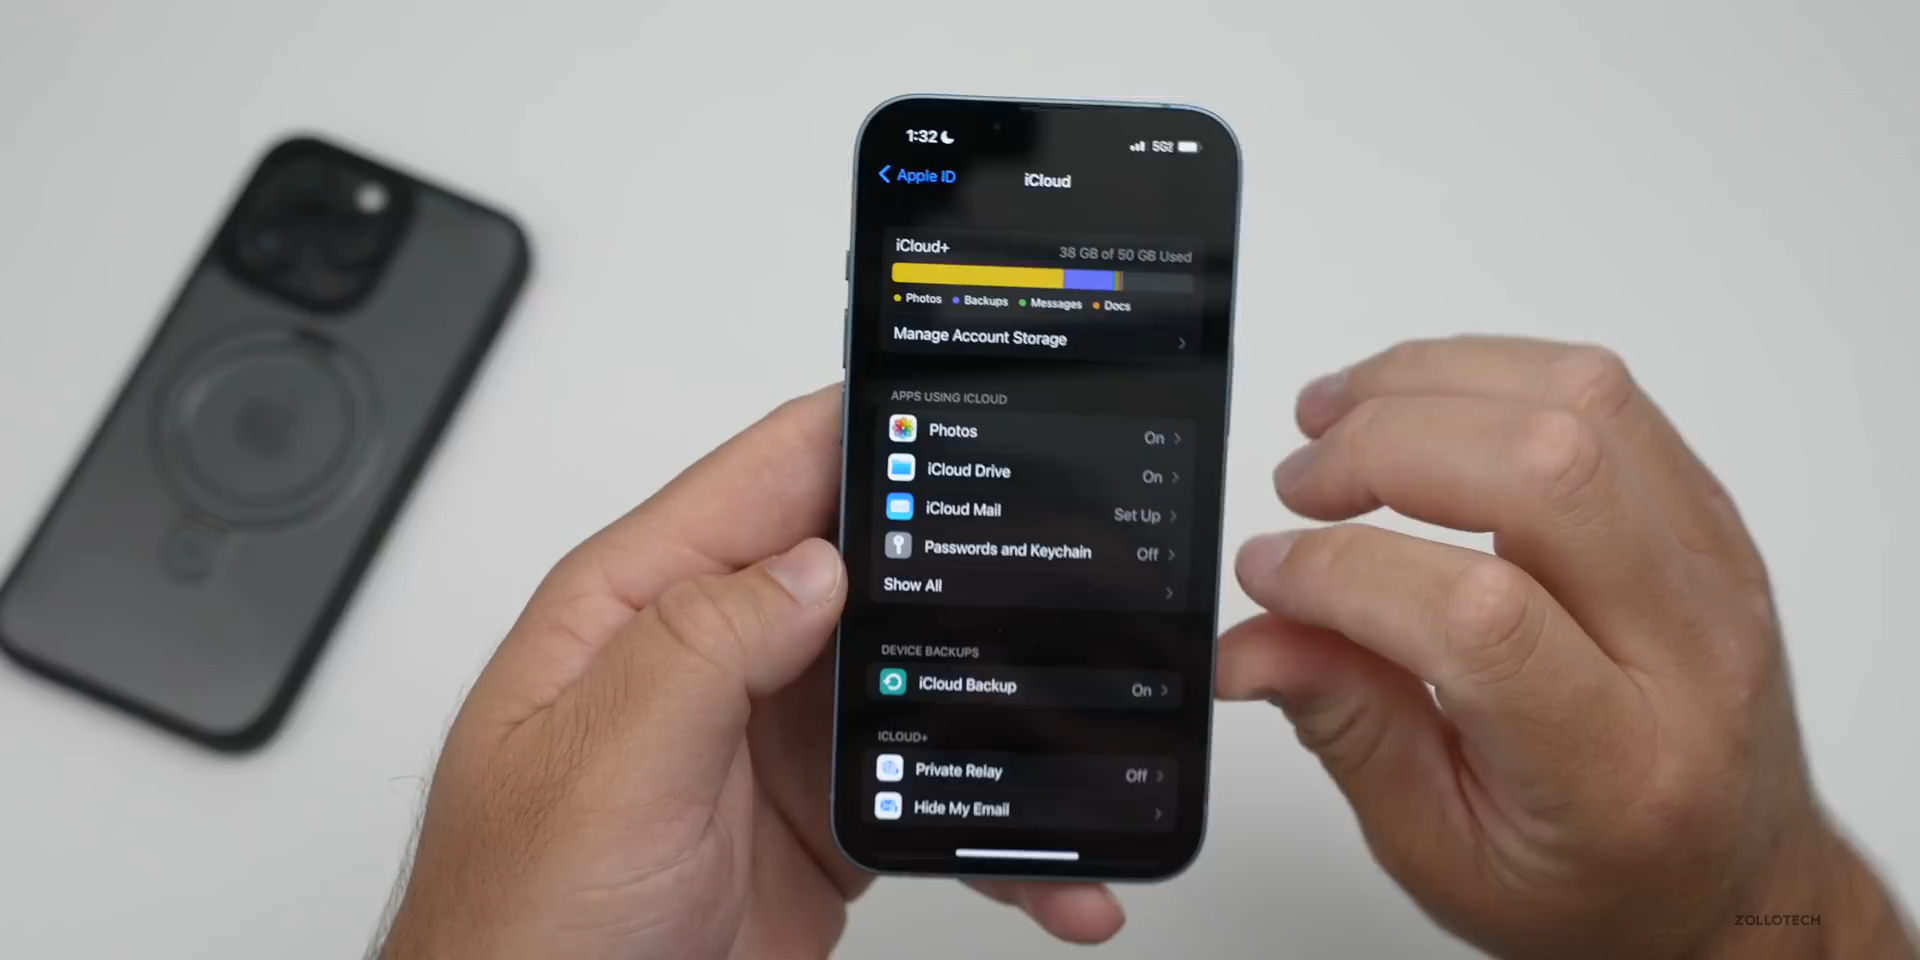 1:32
5G
Apple ID
iCloud
iCloud+
38 GB of 50 GB Used
Photos Backups Messages Docs
Manage Account Storage
APPS USING ICLOUD
Photos On
iCloud Drive On
iCloud Mail Set Up
Passwords and Keychain Off
Show All
DEVICE BACKUPS
iCloud Backup On
ICLOUD+
Private Relay Off
Hide My Email
ZOLLOTECH